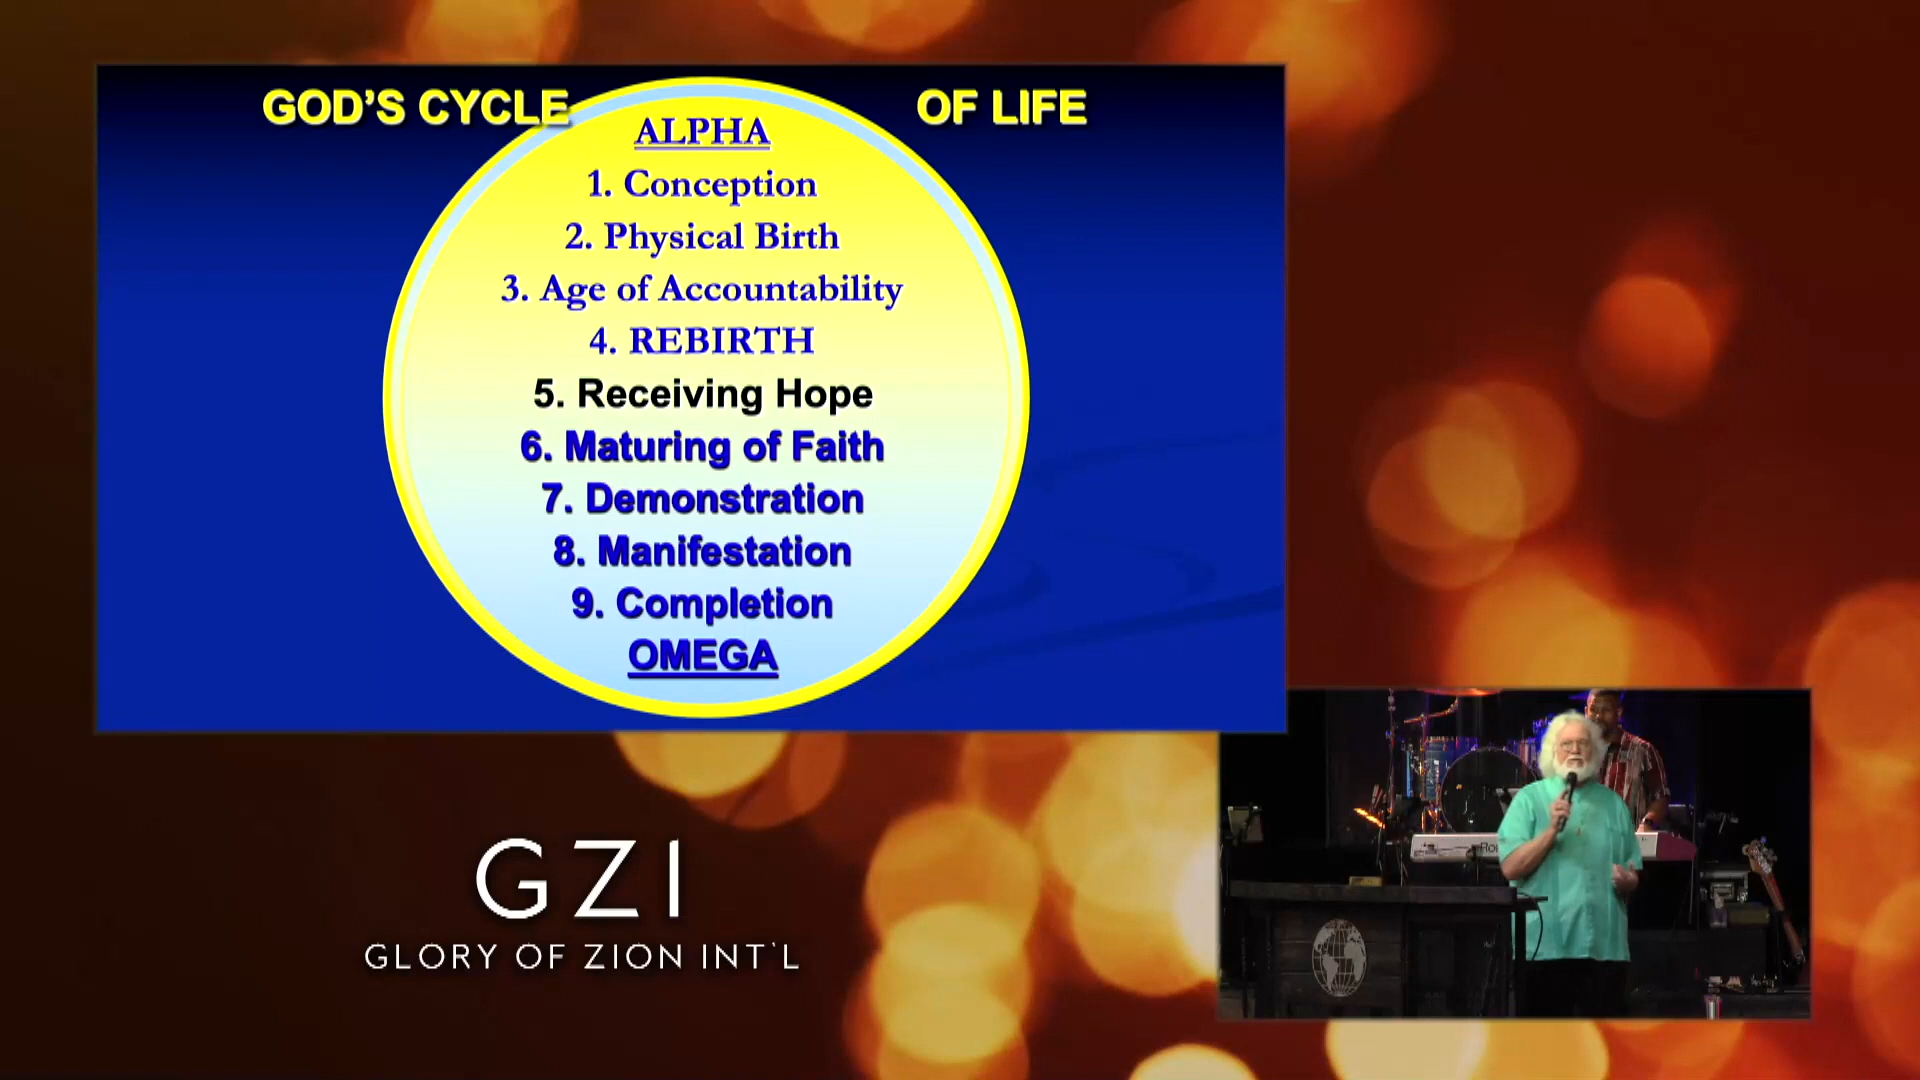 GOD'S CYCLE OF LIFE
ALPHA
1. Conception
2. Physical Birth
3. Age of Accountability
4. REBIRTH
5. Receiving Hope
6. Maturing of Faith
7. Demonstration
8. Manifestation
9. Completion
OMEGA
GZI
GLORY OF ZION INT'L